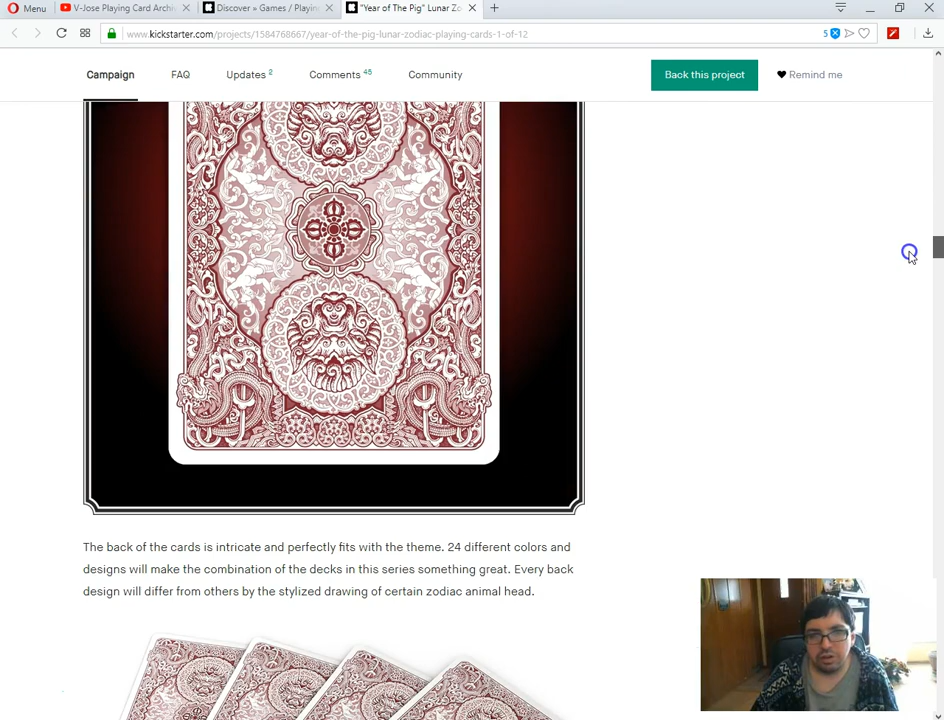 Menu
V-Jose Playing Card Archi
Discover » Games / Playin
"Year of The Pig" Lunar Zo
www.kickstarter.com/projects/1584768667/year-of-the-pig-lunar-zodiac-playing-cards-1-of-12
5
Campaign
FAQ
Updates 2
Comments 45
Community
Back this project
Remind me
The back of the cards is intricate and perfectly fits with the theme. 24 different colors and
designs will make the combination of the decks in this series something great. Every back
design will differ from others by the stylized drawing of certain zodiac animal head.